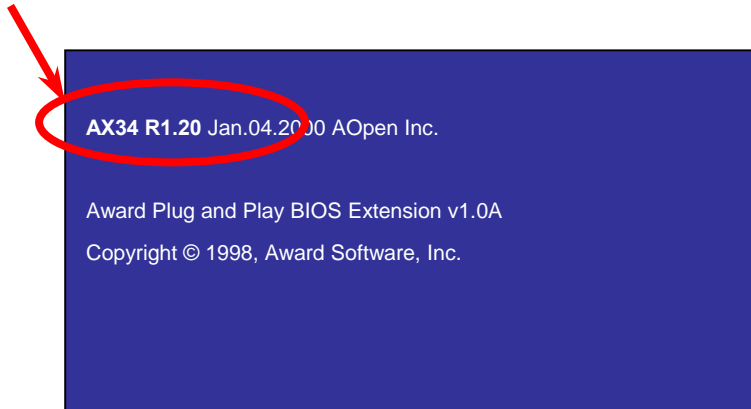 AX34 R1.20 Jan.04.2000 AOpen Inc.
Award Plug and Play BIOS Extension v1.0A
Copyright © 1998, Award Software, Inc.